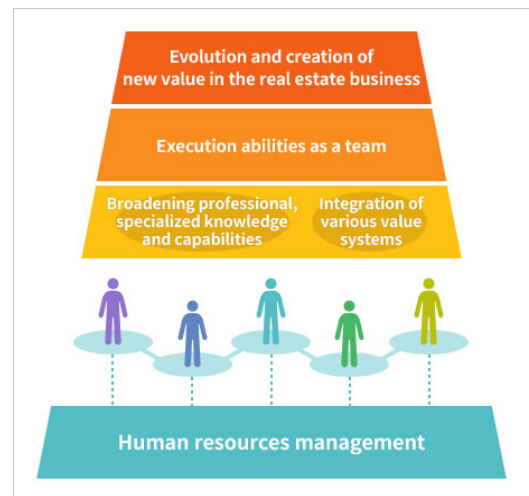 Evolution and creation of
new value in the real estate business
Execution abilities as a team
Broadening professional,
specialized knowledge
and capabilities
Integration of
various value
systems
Human resources management